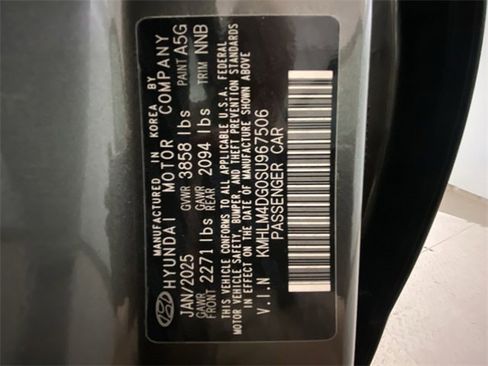 MANUFACTURED IN KOREA BY
HYUNDAI MOTOR COMPANY
JAN/2025 GVWR 3858 lbs PAINT A5G
GAWR FRONT 2271 lbs GAWR REAR 2094 lbs TRIM NNB
THIS VEHICLE CONFORMS TO ALL APPLICABLE U.S.A. FEDERAL
MOTOR VEHICLE SAFETY, BUMPER, AND THEFT PREVENTION STANDARDS
IN EFFECT ON THE DATE OF MANUFACTURE SHOWN ABOVE
V.I.N KMHLM4DG0SU967506
PASSENGER CAR